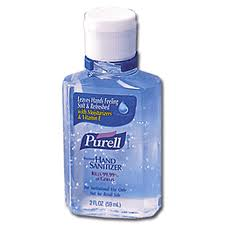 Leaves Hands Feeling
Soft & Refreshed
with Moisturizers
& Vitamin E
Purell
HAND
SANITIZER
KILLS 99.99%
of GERMS
For Institutional Use Only
Not for Retail Sale
2 FL OZ (59 mL)